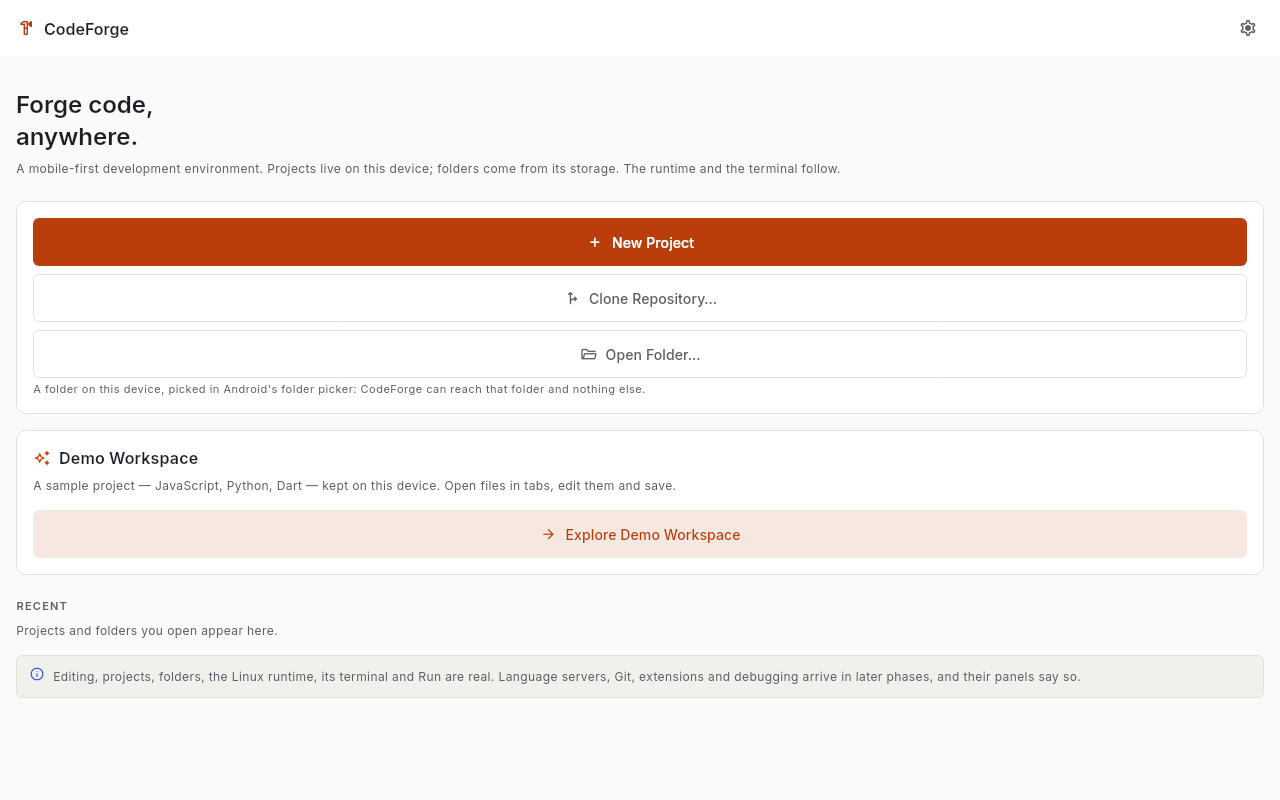 CodeForge
Forge code,
anywhere.
A mobile-first development environment. Projects live on this device; folders come from its storage. The runtime and the terminal follow.
New Project
Clone Repository...
Open Folder...
A folder on this device, picked in Android's folder picker: CodeForge can reach that folder and nothing else.
Demo Workspace
A sample project — JavaScript, Python, Dart — kept on this device. Open files in tabs, edit them and save.
Explore Demo Workspace
RECENT
Projects and folders you open appear here.
Editing, projects, folders, the Linux runtime, its terminal and Run are real. Language servers, Git, extensions and debugging arrive in later phases, and their panels say so.